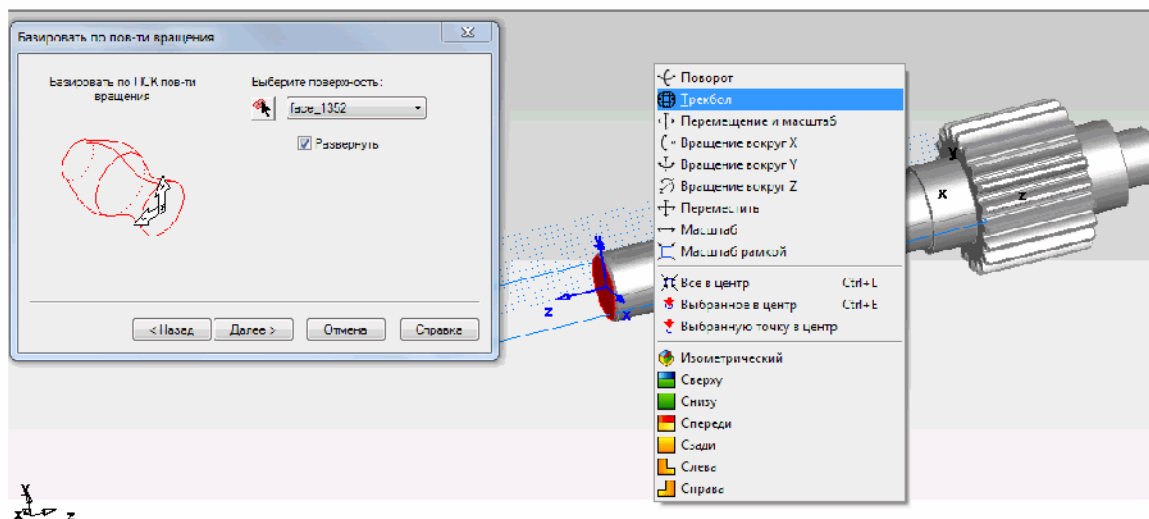 Базировать по пов-ти вращения
Базировать по ПСК пов-ти
вращения
Выберите поверхность:
face_1352
Развернуть
< Назад
Далее >
Отмена
Справка
Поворот
Трекбол
Перемещение и масштаб
Вращение вокруг X
Вращение вокруг Y
Вращение вокруг Z
Переместить
Масштаб
Масштаб рамкой
Все в центр Ctrl+L
Выбранное в центр Ctrl+E
Выбранную точку в центр
Изометрический
Сверху
Снизу
Спереди
Сзади
Слева
Справа
Y
Z
X
Y
X
Z
Y
X
Z